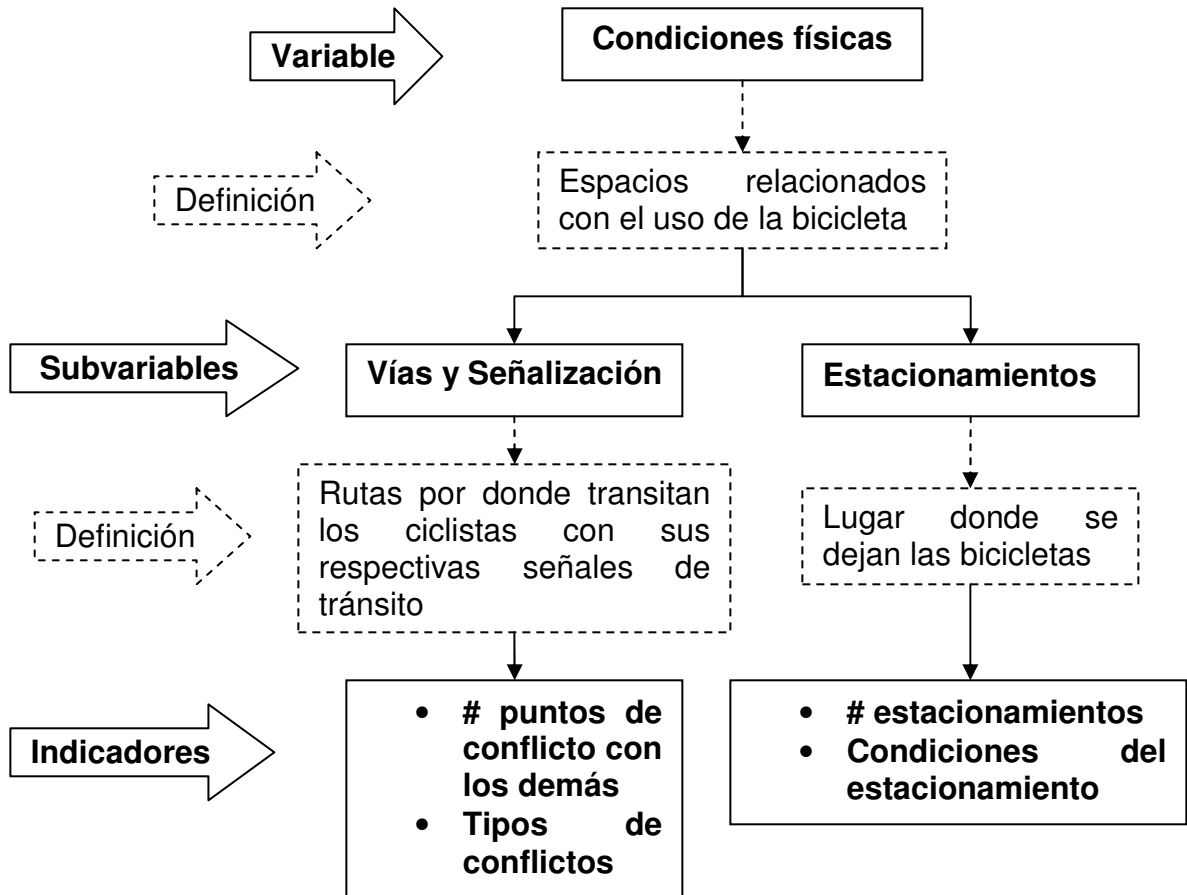 Variable
Condiciones físicas
Definición
Espacios relacionados
con el uso de la bicicleta
Subvariables
Vías y Señalización
Estacionamientos
Definición
Rutas por donde transitan
los ciclistas con sus
respectivas señales de
tránsito
Lugar donde se
dejan las bicicletas
Indicadores
• # puntos de
conflicto con
los demás
• Tipos de
conflictos
• # estacionamientos
• Condiciones del
estacionamiento